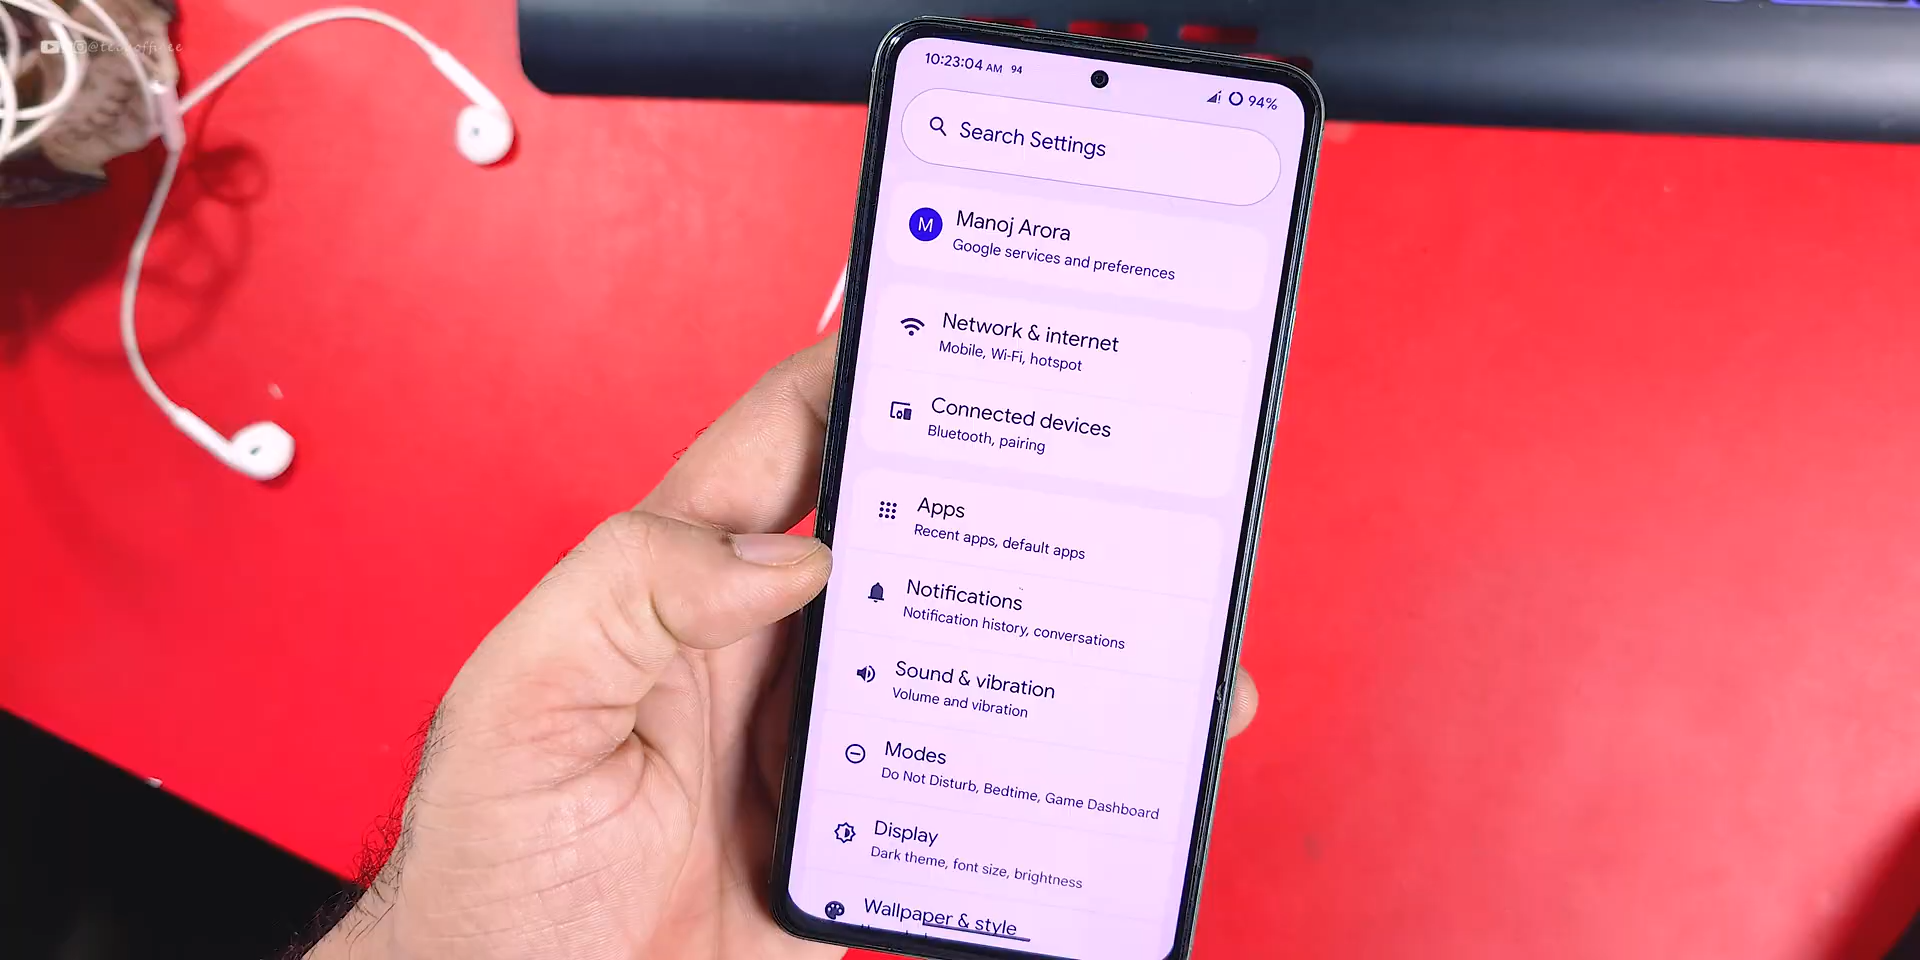 10:23:04 AM 94
94%
Search Settings
M
Manoj Arora
Google services and preferences
Network & internet
Mobile, Wi-Fi, hotspot
Connected devices
Bluetooth, pairing
Apps
Recent apps, default apps
Notifications
Notification history, conversations
Sound & vibration
Volume and vibration
Modes
Do Not Disturb, Bedtime, Game Dashboard
Display
Dark theme, font size, brightness
Wallpaper & style